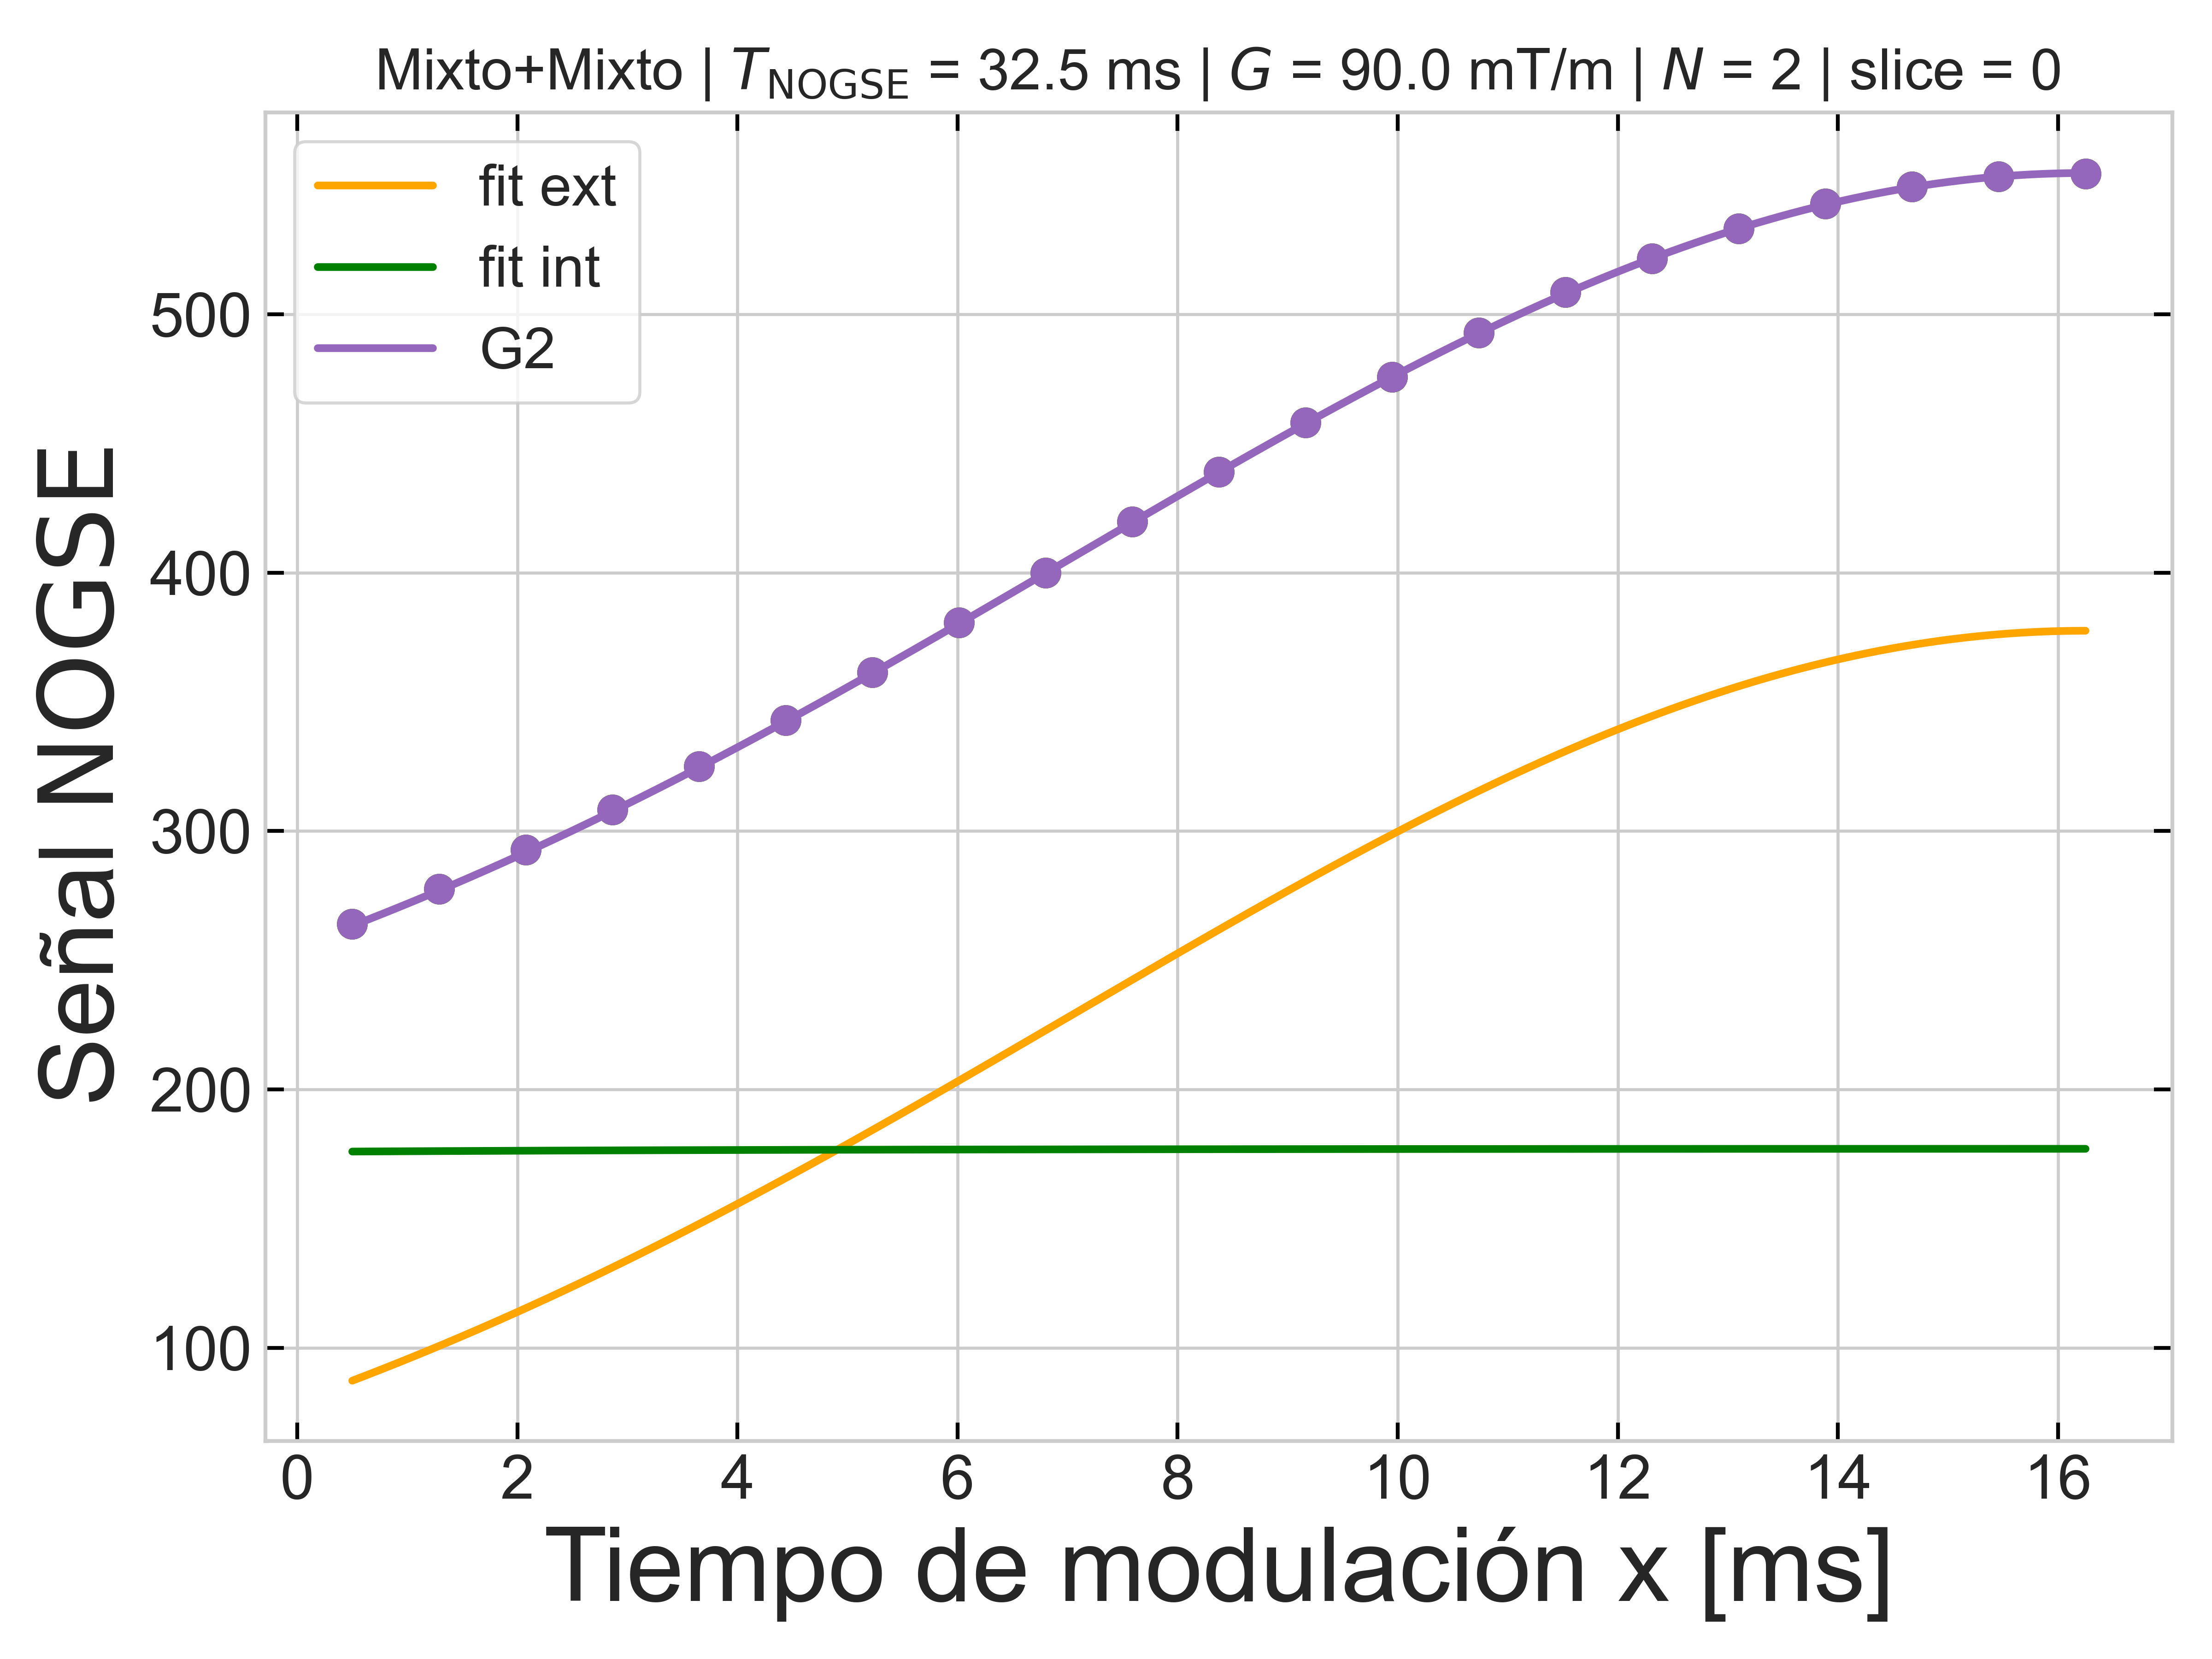 Mixto+Mixto | T_NOGSE = 32.5 ms | G = 90.0 mT/m | N = 2 | slice = 0
fit ext
fit int
G2
Señal NOGSE
500
400
300
200
100
0 2 4 6 8 10 12 14 16
Tiempo de modulación x [ms]